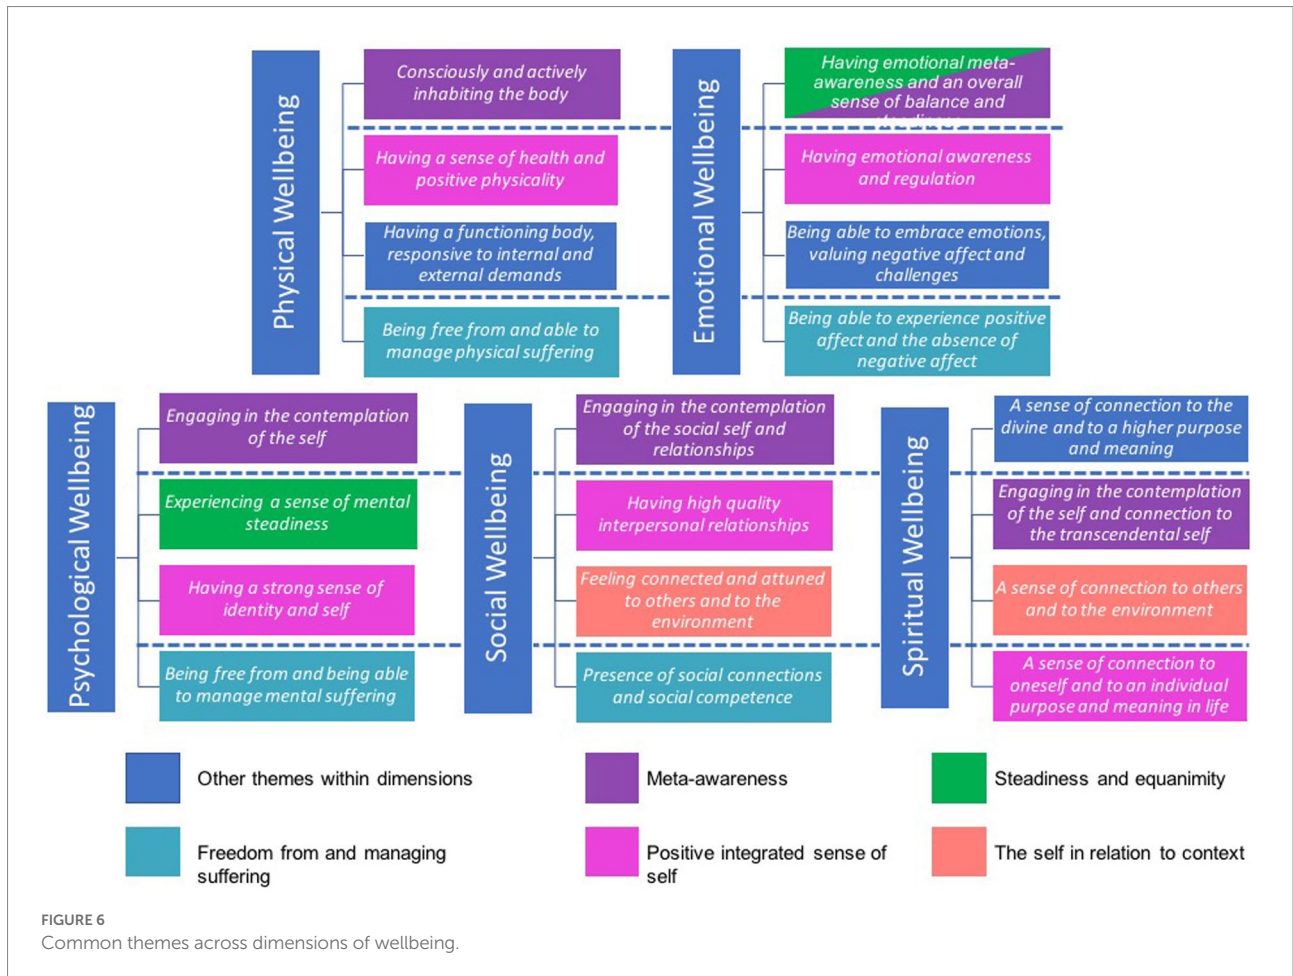 Physical Wellbeing
Consciously and actively
inhabiting the body
Having a sense of health and
positive physicality
Having a functioning body,
responsive to internal and
external demands
Being free from and able to
manage physical suffering
Emotional Wellbeing
Having emotional meta-
awareness and an overall
sense of balance and
steadiness
Having emotional awareness
and regulation
Being able to embrace emotions,
valuing negative affect and
challenges
Being able to experience positive
affect and the absence of
negative affect
Psychological Wellbeing
Engaging in the contemplation
of the self
Experiencing a sense of mental
steadiness
Having a strong sense of
identity and self
Being free from and being able
to manage mental suffering
Social Wellbeing
Engaging in the contemplation
of the social self and
relationships
Having high quality
interpersonal relationships
Feeling connected and attuned
to others and to the
environment
Presence of social connections
and social competence
Spiritual Wellbeing
A sense of connection to the
divine and to a higher purpose
and meaning
Engaging in the contemplation
of the self and connection to
the transcendental self
A sense of connection to others
and to the environment
A sense of connection to
oneself and to an individual
purpose and meaning in life
Other themes within dimensions
Meta-awareness
Steadiness and equanimity
Freedom from and managing
suffering
Positive integrated sense of
self
The self in relation to context
FIGURE 6
Common themes across dimensions of wellbeing.